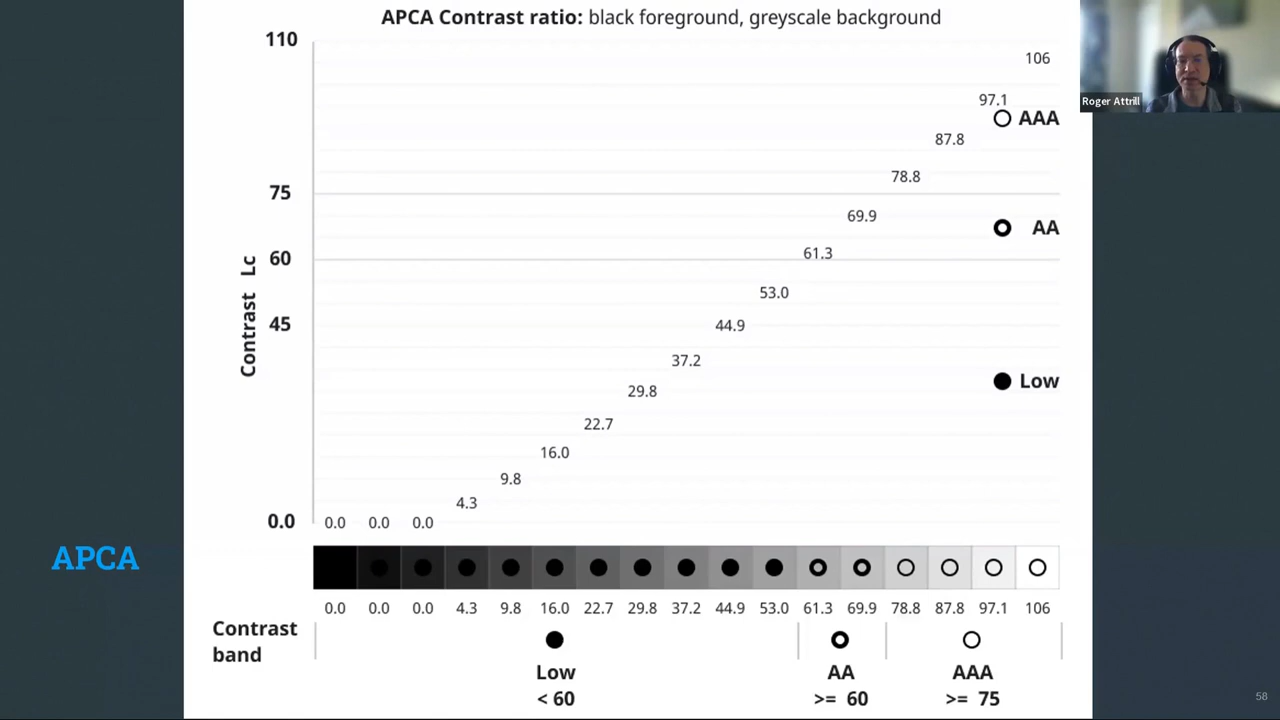 APCA Contrast ratio: black foreground, greyscale background
Roger Attrill
110
106
97.1
AAA
87.8
78.8
75
69.9
AA
61.3
60
Contrast Lc
53.0
45
44.9
37.2
Low
29.8
22.7
16.0
9.8
4.3
0.0
0.0 0.0 0.0
APCA
0.0 0.0 0.0 4.3 9.8 16.0 22.7 29.8 37.2 44.9 53.0 61.3 69.9 78.8 87.8 97.1 106
Contrast
band
Low AA AAA
< 60 >= 60 >= 75
58